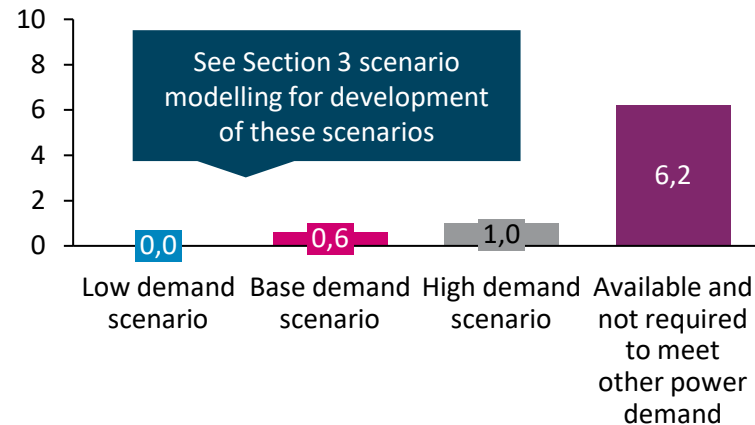 10
8
6
4
2
0
See Section 3 scenario
modelling for development
of these scenarios
0,0
0,6
1,0
6,2
Low demand
scenario
Base demand
scenario
High demand
scenario
Available and
not required
to meet
other power
demand